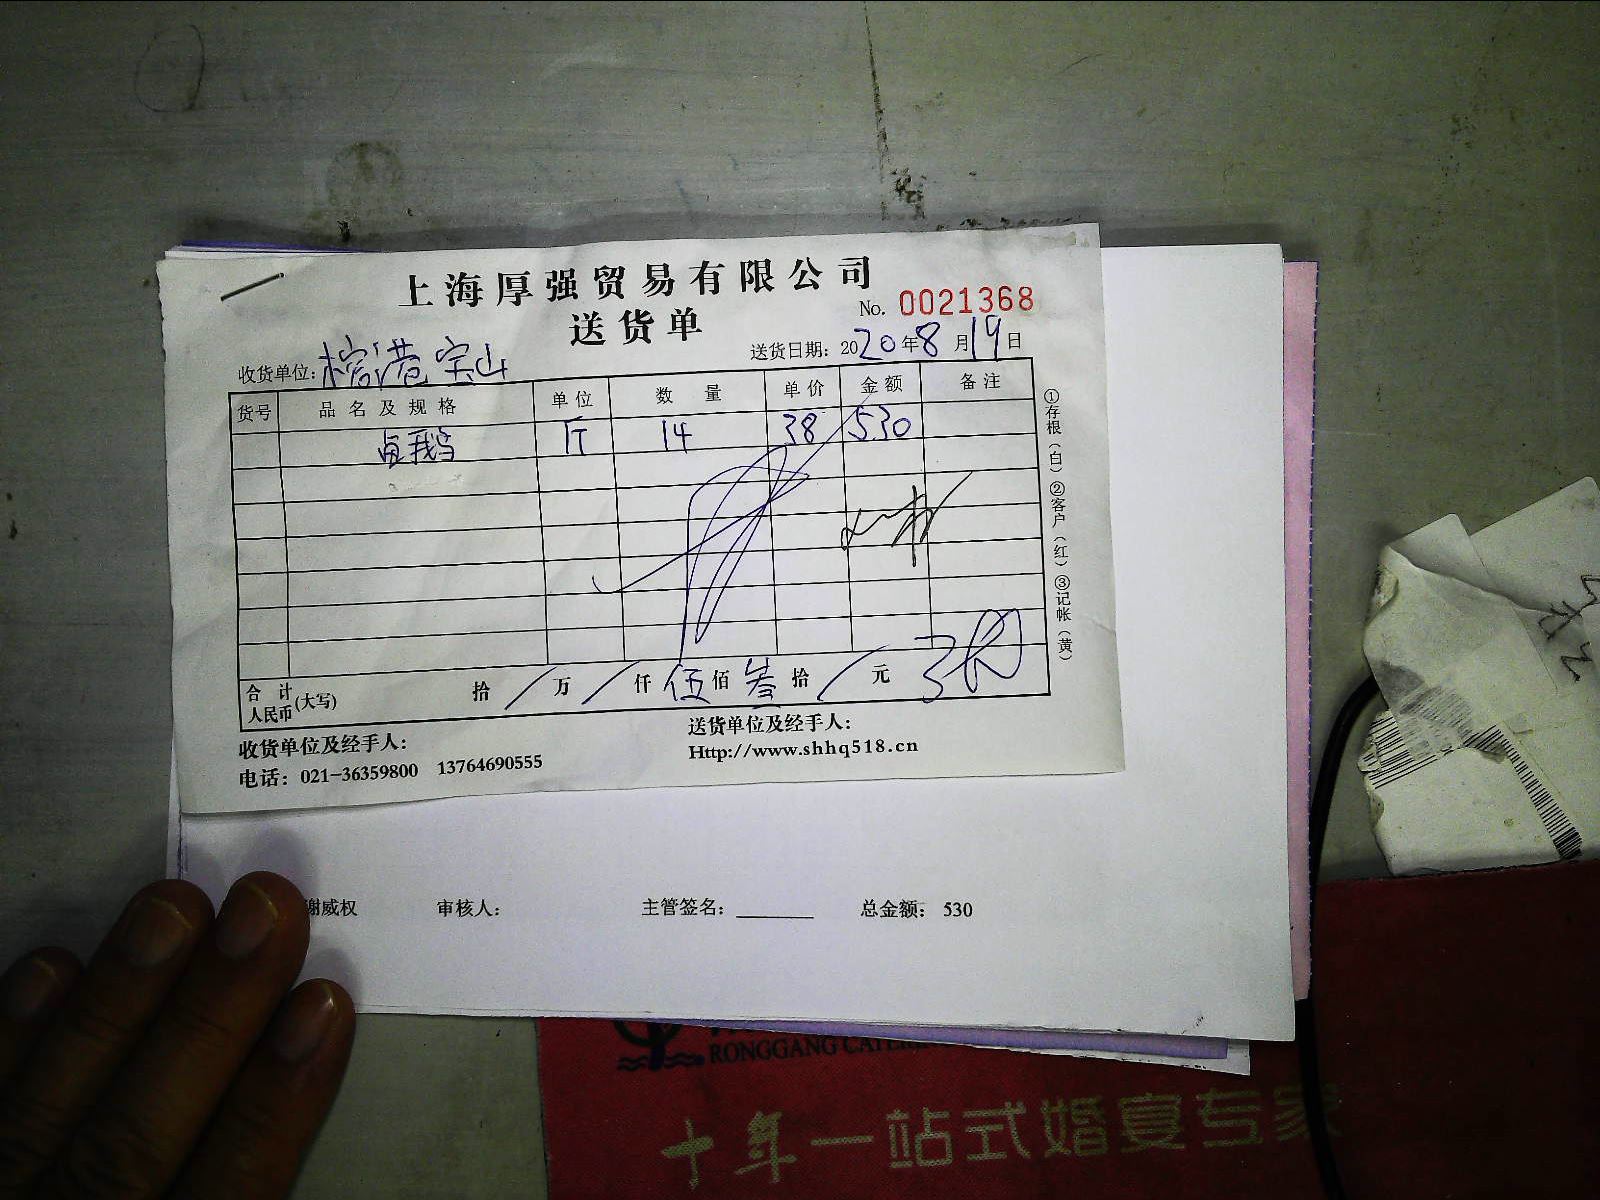 上海厚强贸易有限公司
No. 0021368
送货单
收货单位：榕港宝山
送货日期：2020年8月19日
货号 品名及规格 单位 数量 单价 金额 备注
斤 14 38 530
①存根（白）②客户（红）③记帐（黄）
合计人民币(大写) 拾 / 万 / 仟 伍 佰 叁 拾 / 元
收货单位及经手人：
送货单位及经手人：
电话：021-36359800 13764690555
Http://www.shhq518.cn
谢威权 审核人： 主管签名： 总金额： 530
RONGGANG
十年一站式婚宴专家